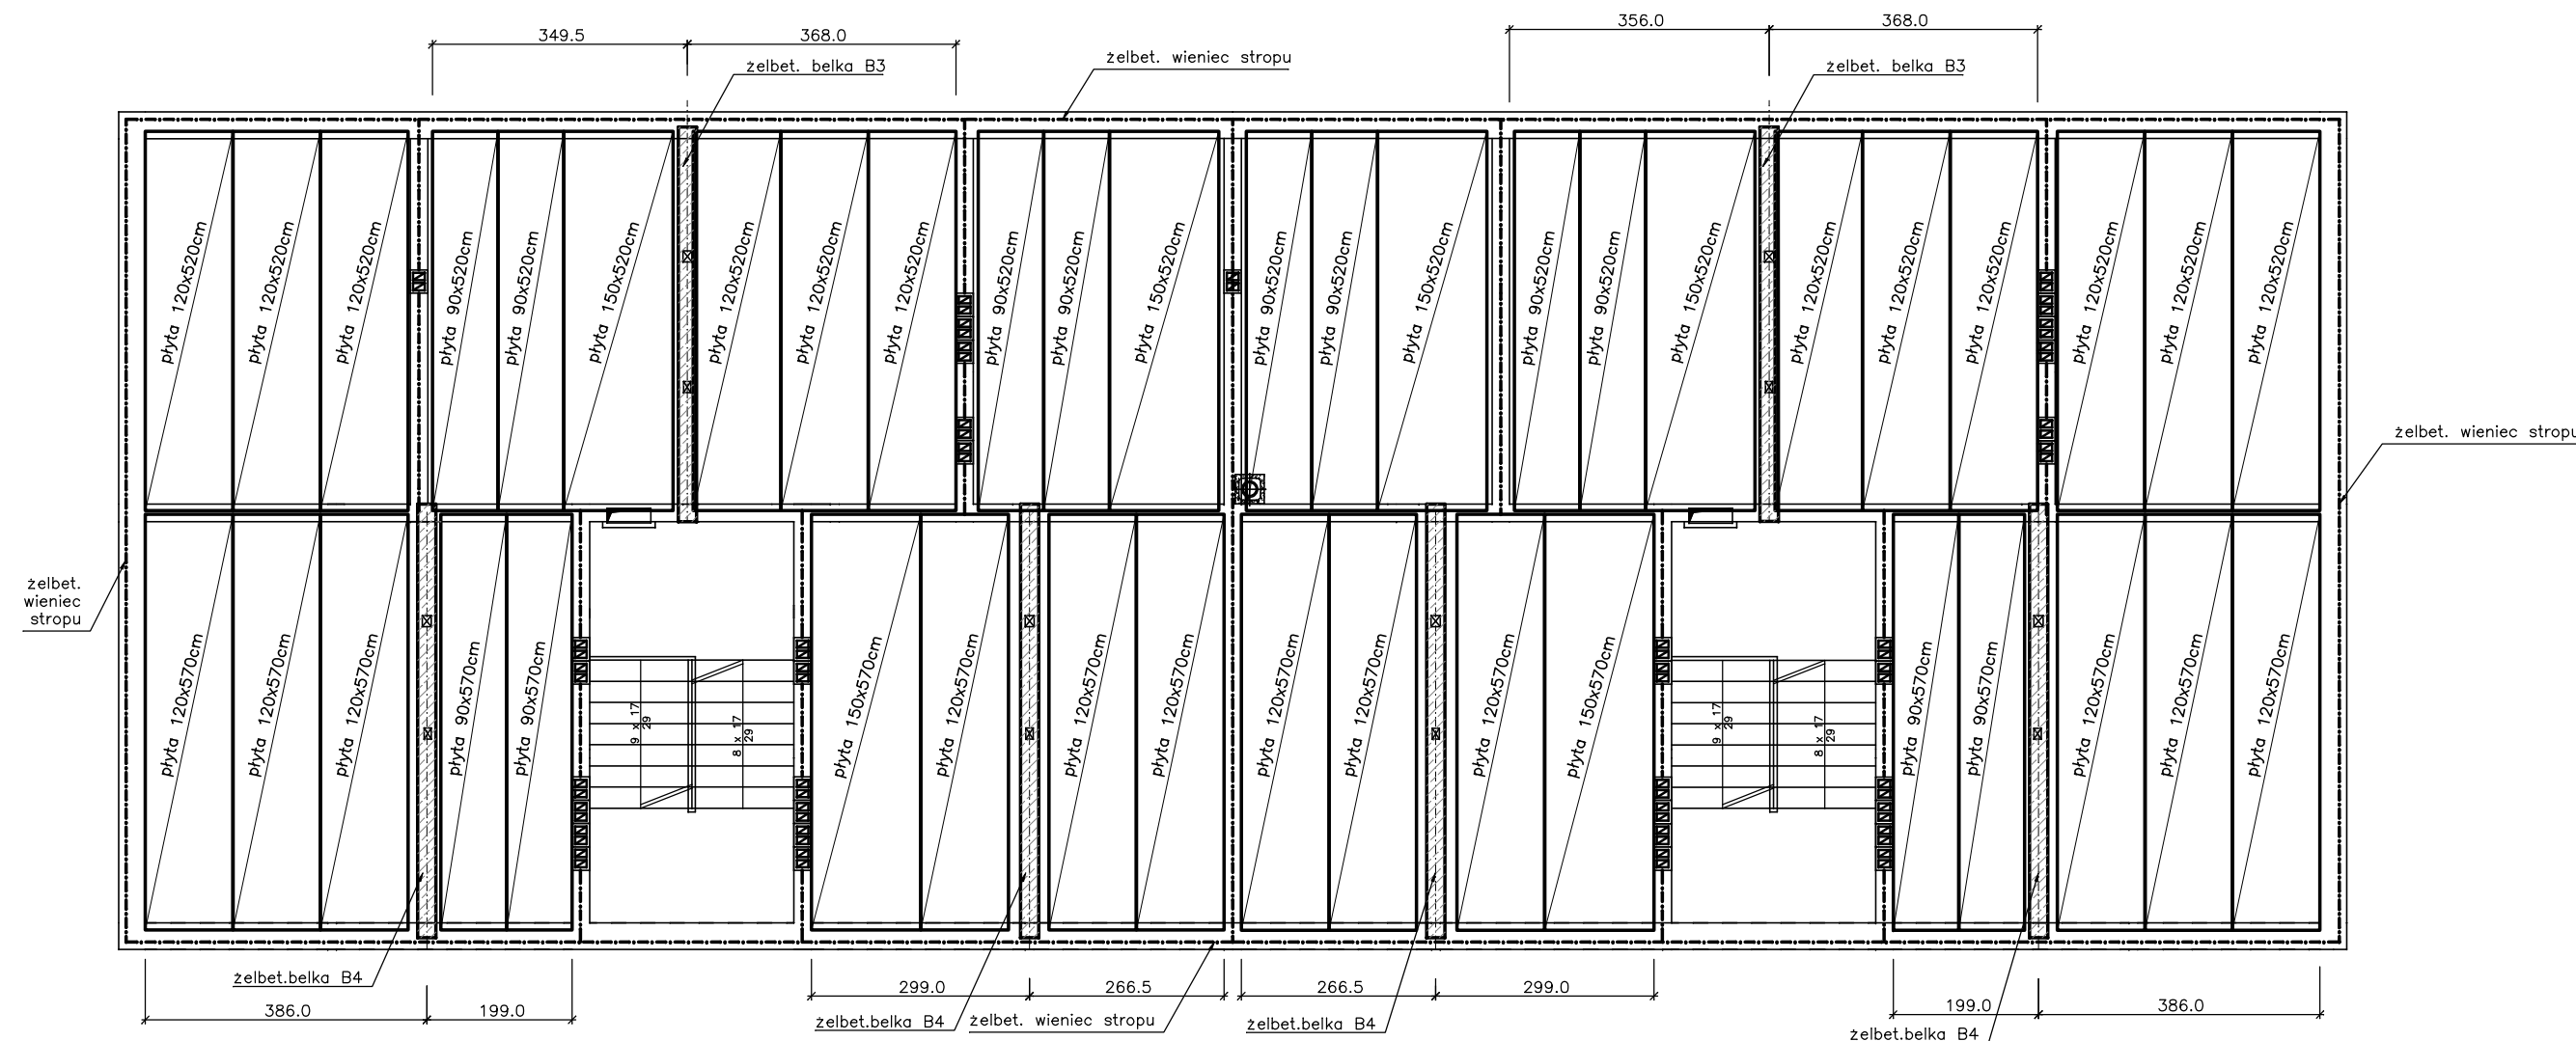 349.5
368.0
356.0
368.0
żelbet. belka B3
żelbet. wieniec stropu
żelbet. belka B3
płyta 120x520cm
płyta 120x520cm
płyta 120x520cm
płyta 90x520cm
płyta 90x520cm
płyta 150x520cm
płyta 120x520cm
płyta 120x520cm
płyta 120x520cm
płyta 90x520cm
płyta 90x520cm
płyta 150x520cm
płyta 90x520cm
płyta 90x520cm
płyta 150x520cm
płyta 90x520cm
płyta 90x520cm
płyta 150x520cm
płyta 120x520cm
płyta 120x520cm
płyta 120x520cm
płyta 120x520cm
płyta 120x520cm
płyta 120x520cm
żelbet. wieniec stropu
żelbet.
wieniec
stropu
płyta 120x570cm
płyta 120x570cm
płyta 120x570cm
płyta 90x570cm
płyta 90x570cm
9 x 17
29
8 x 17
29
płyta 150x570cm
płyta 120x570cm
płyta 120x570cm
płyta 120x570cm
płyta 120x570cm
płyta 120x570cm
płyta 120x570cm
płyta 150x570cm
9 x 17
29
8 x 17
29
płyta 90x570cm
płyta 90x570cm
płyta 120x570cm
płyta 120x570cm
płyta 120x570cm
żelbet.belka B4
386.0
199.0
299.0
266.5
266.5
299.0
199.0
386.0
żelbet.belka B4
żelbet. wieniec stropu
żelbet.belka B4
żelbet.belka B4